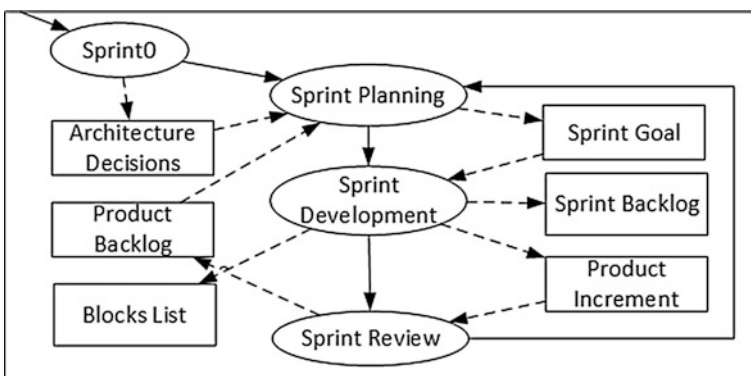 Sprint0
Sprint Planning
Architecture
Decisions
Sprint Goal
Sprint
Development
Product
Backlog
Sprint Backlog
Product
Increment
Blocks List
Sprint Review